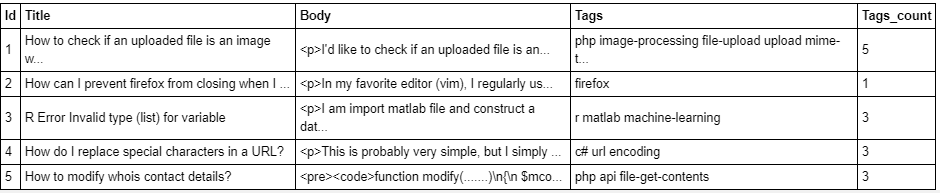 Id Title Body Tags Tags_count
1 How to check if an uploaded file is an image w... <p>I'd like to check if an uploaded file is an... php image-processing file-upload upload mime-t... 5
2 How can I prevent firefox from closing when I ... <p>In my favorite editor (vim), I regularly us... firefox 1
3 R Error Invalid type (list) for variable <p>I am import matlab file and construct a dat... r matlab machine-learning 3
4 How do I replace special characters in a URL? <p>This is probably very simple, but I simply ... c# url encoding 3
5 How to modify whois contact details? <pre><code>function modify(.......)\n{\n $mco... php api file-get-contents 3